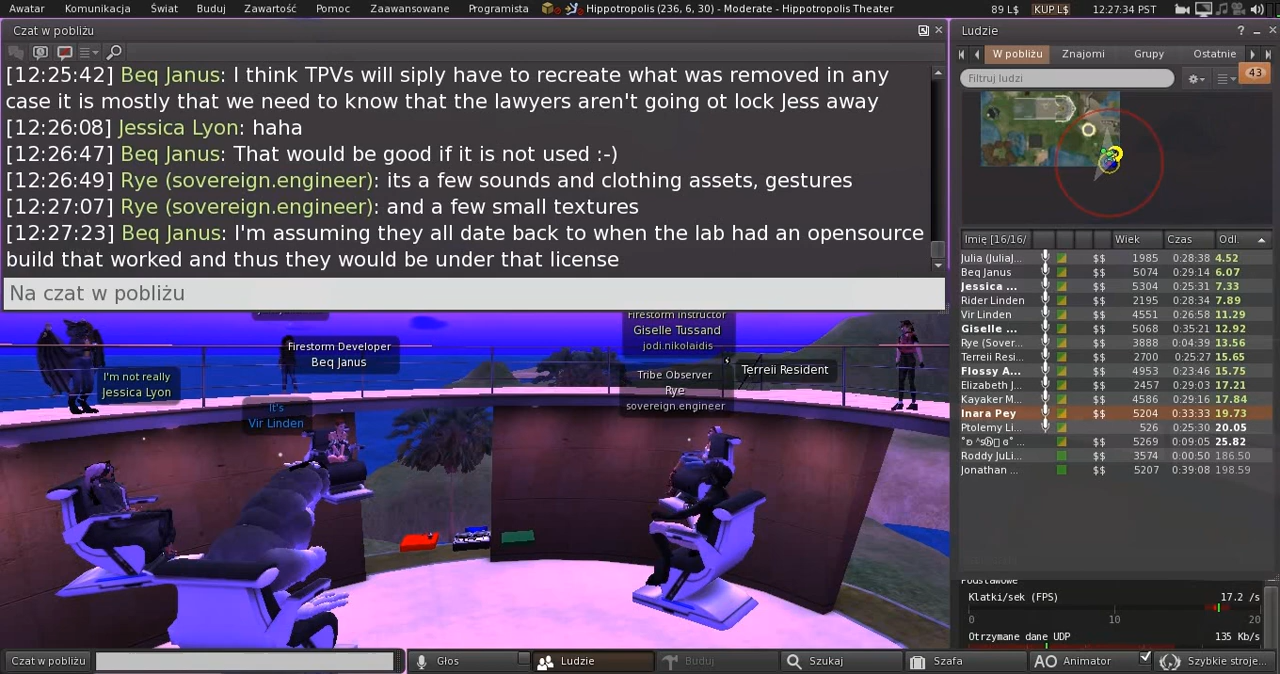 Awatar Komunikacja Świat Buduj Zawartość Pomoc Zaawansowane Programista Hippotropolis (236, 6, 30) - Moderate - Hippotropolis Theater 89 L$ KUP L$ 12:27:34 PST
Czat w pobliżu
[12:25:42] Beq Janus: I think TPVs will siply have to recreate what was removed in any
case it is mostly that we need to know that the lawyers aren't going ot lock Jess away
[12:26:08] Jessica Lyon: haha
[12:26:47] Beq Janus: That would be good if it is not used :-)
[12:26:49] Rye (sovereign.engineer): its a few sounds and clothing assets, gestures
[12:27:07] Rye (sovereign.engineer): and a few small textures
[12:27:23] Beq Janus: I'm assuming they all date back to when the lab had an opensource
build that worked and thus they would be under that license
Na czat w pobliżu
Firestorm Instructor
Giselle Tussand
jodi.nikolaidis
Firestorm Developer
Beq Janus
Terreii Resident
I'm not really
Jessica Lyon
Tribe Observer
Rye
sovereign.engineer
It's
Vir Linden
Ludzie
W pobliżu Znajomi Grupy Ostatnie
Filtruj ludzi
43
Imię [16/16/ Wiek Czas Odl.
Julia (JuliaJ... $$ 1985 0:28:38 4.52
Beq Janus $$ 5074 0:29:14 6.07
Jessica ... $$ 5304 0:25:31 7.33
Rider Linden $$ 2195 0:28:34 7.89
Vir Linden $$ 4551 0:26:58 11.29
Giselle ... $$ 5068 0:35:21 12.92
Rye (Sover... $$ 3888 0:04:39 13.56
Terreii Resi... $$ 2700 0:25:27 15.65
Flossy A... $$ 4953 0:23:46 15.75
Elizabeth J... $$ 2457 0:29:03 17.21
Kayaker M... $$ 4586 0:29:16 17.84
Inara Pey $$ 5204 0:33:33 19.73
Ptolemy Li... 526 0:25:30 20.05
$$ 5269 0:09:05 25.82
Roddy JuLi... $$ 3574 0:00:50 186.50
Jonathan ... $$ 5207 0:39:08 198.59
Podstawowe
Klatki/sek (FPS) 17.2 /s
0 10 20
Otrzymane dane UDP 135 Kb/s
Czat w pobliżu Głos Ludzie Buduj Szukaj Szafa AO Animator Szybkie stroje...